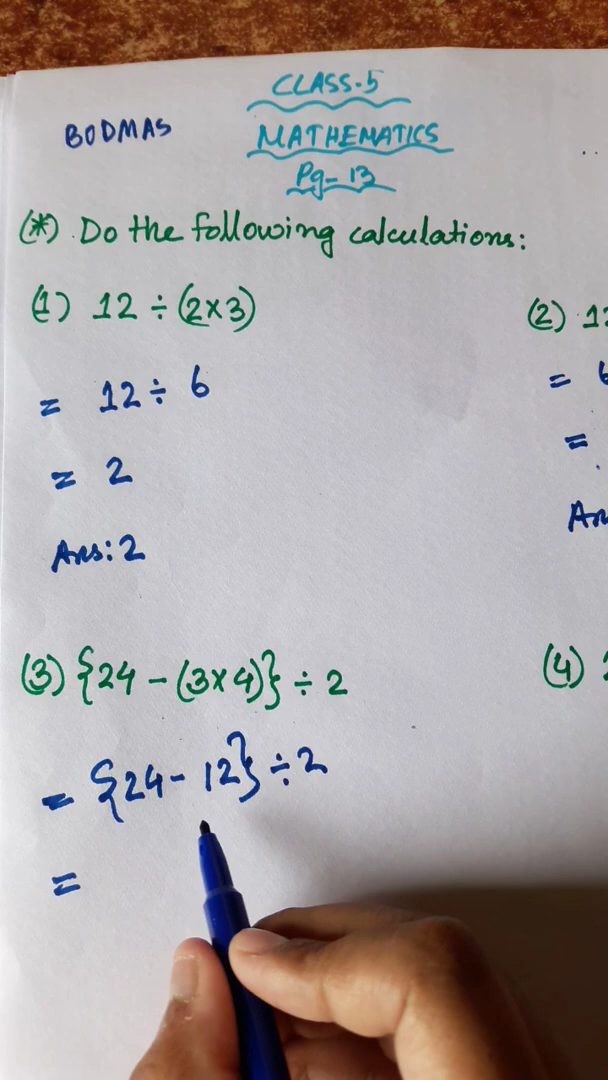 BODMAS
CLASS-5
MATHEMATICS
Pg- 13
(*) Do the following calculations:
(1) 12 ÷ (2×3)
= 12 ÷ 6
= 2
Ans: 2
(2)
= 6
=
(3) {24 - (3×4)} ÷ 2
= {24 - 12} ÷ 2
=
(4)